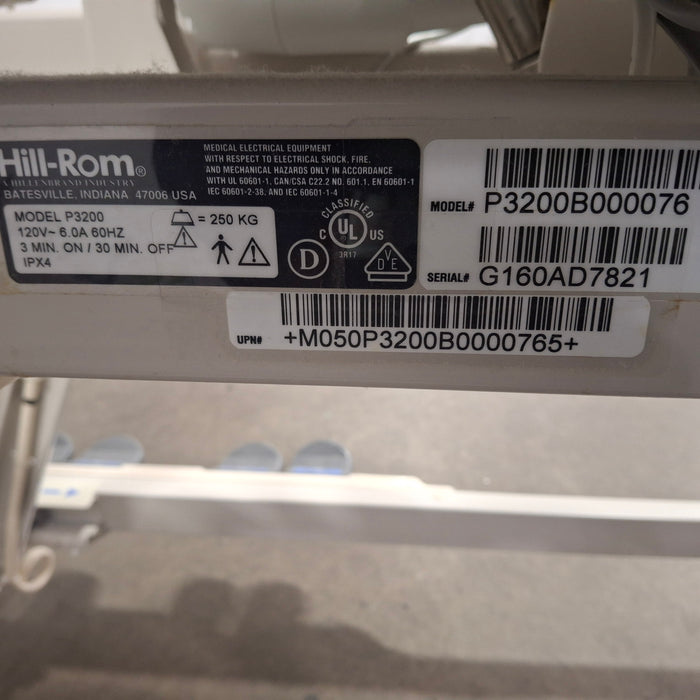 Hill-Rom®
A HILLENBRAND INDUSTRY
BATESVILLE, INDIANA 47006 USA
MEDICAL ELECTRICAL EQUIPMENT
WITH RESPECT TO ELECTRICAL SHOCK, FIRE,
AND MECHANICAL HAZARDS ONLY IN ACCORDANCE
WITH UL 60601-1, CAN/CSA C22.2 NO. 601.1, EN 60601-1
IEC 60601-2-38, AND IEC 60601-1-4
MODEL P3200
120V~ 6.0A 60HZ
3 MIN. ON / 30 MIN. OFF
IPX4
= 250 KG
CLASSIFIED
C UL US
3R17
D
VDE
MODEL# P3200B000076
SERIAL# G160AD7821
UPN# +M050P3200B0000765+